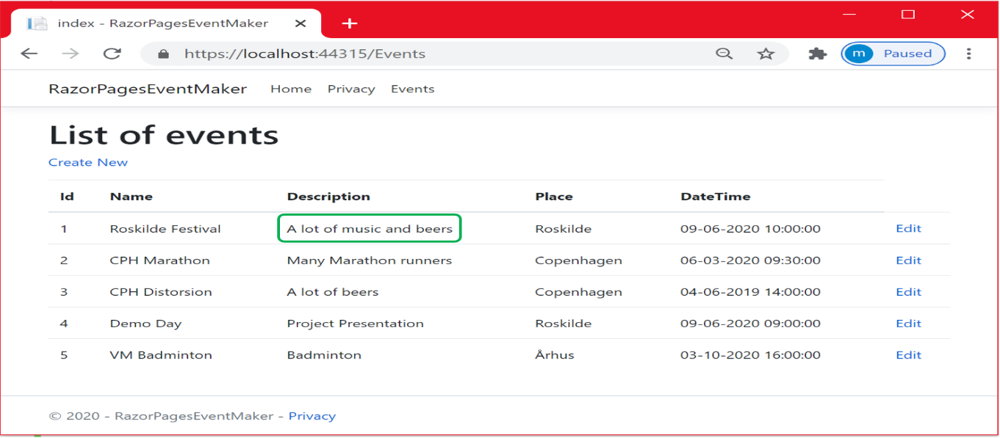 index - RazorPagesEventMaker
https://localhost:44315/Events
m Paused
RazorPagesEventMaker Home Privacy Events
List of events
Create New
Id Name Description Place DateTime
1 Roskilde Festival A lot of music and beers Roskilde 09-06-2020 10:00:00 Edit
2 CPH Marathon Many Marathon runners Copenhagen 06-03-2020 09:30:00 Edit
3 CPH Distorsion A lot of beers Copenhagen 04-06-2019 14:00:00 Edit
4 Demo Day Project Presentation Roskilde 09-06-2020 09:00:00 Edit
5 VM Badminton Badminton Århus 03-10-2020 16:00:00 Edit
© 2020 - RazorPagesEventMaker - Privacy